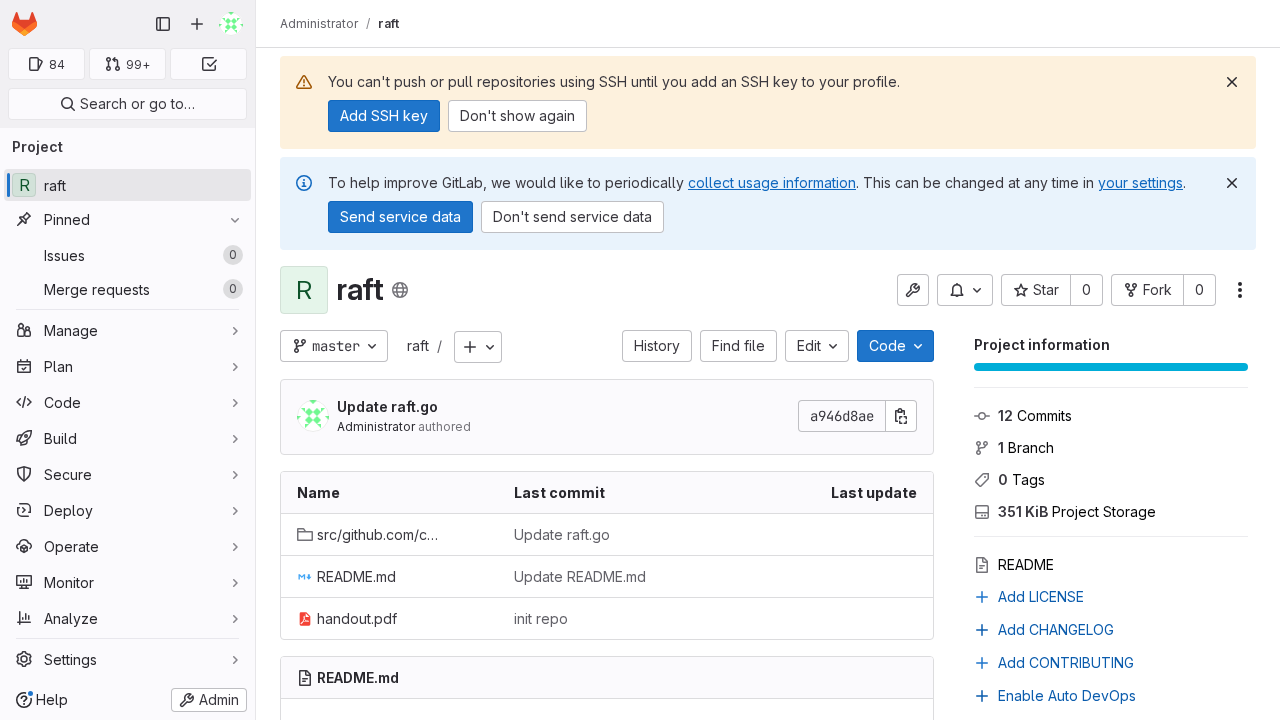 Administrator / raft
84
99+
Search or go to…
Project
R raft
Pinned
Issues 0
Merge requests 0
Manage
Plan
Code
Build
Secure
Deploy
Operate
Monitor
Analyze
Settings
Help
Admin
You can't push or pull repositories using SSH until you add an SSH key to your profile.
Add SSH key
Don't show again
To help improve GitLab, we would like to periodically collect usage information. This can be changed at any time in your settings.
Send service data
Don't send service data
R raft
Star 0
Fork 0
master
raft /
History
Find file
Edit
Code
Update raft.go
Administrator authored
a946d8ae
Name Last commit Last update
src/github.com/c… Update raft.go
README.md Update README.md
handout.pdf init repo
README.md
Project information
12 Commits
1 Branch
0 Tags
351 KiB Project Storage
README
Add LICENSE
Add CHANGELOG
Add CONTRIBUTING
Enable Auto DevOps